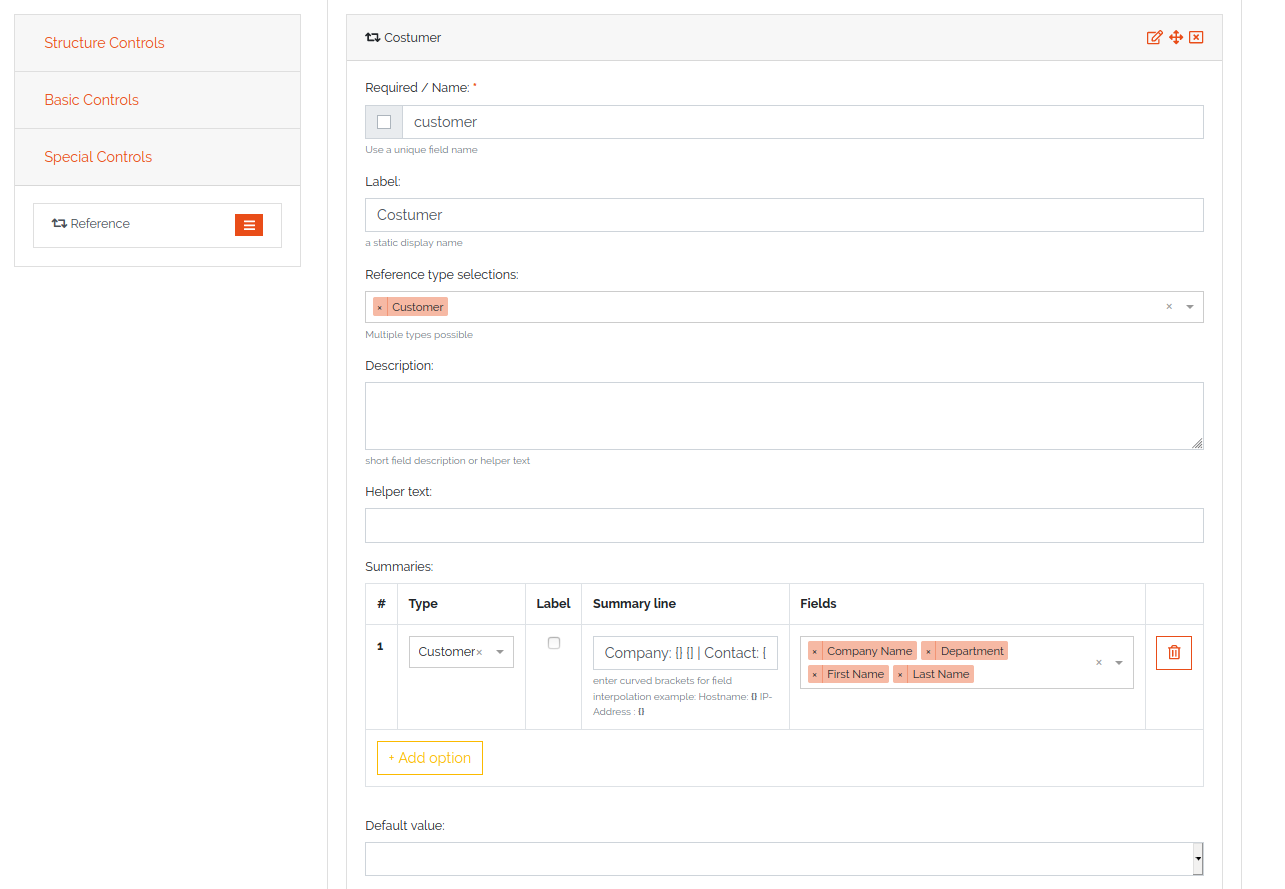 Structure Controls
Basic Controls
Special Controls
Reference
Costumer
Required / Name: *
customer
Use a unique field name
Label:
Costumer
a static display name
Reference type selections:
× Customer ×
Multiple types possible
Description:
short field description or helper text
Helper text:
Summaries:
# Type Label Summary line Fields
1 Customer× Company: {} {} | Contact: { × Company Name × Department ×
× First Name × Last Name
enter curved brackets for field
interpolation example: Hostname: {} IP-
Address : {}
+ Add option
Default value: